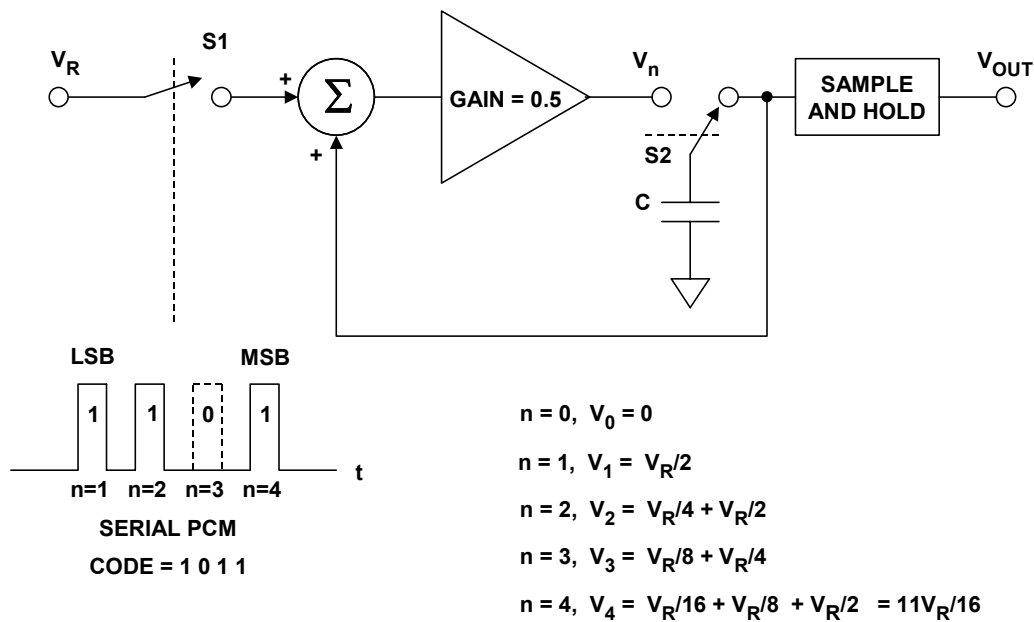 V_R
S1
+
Σ
+
GAIN = 0.5
V_n
S2
C
SAMPLE
AND HOLD
V_OUT
LSB
MSB
1 1 0 1
n=1 n=2 n=3 n=4
t
SERIAL PCM
CODE = 1 0 1 1
n = 0, V_0 = 0
n = 1, V_1 = V_R/2
n = 2, V_2 = V_R/4 + V_R/2
n = 3, V_3 = V_R/8 + V_R/4
n = 4, V_4 = V_R/16 + V_R/8 + V_R/2 = 11V_R/16